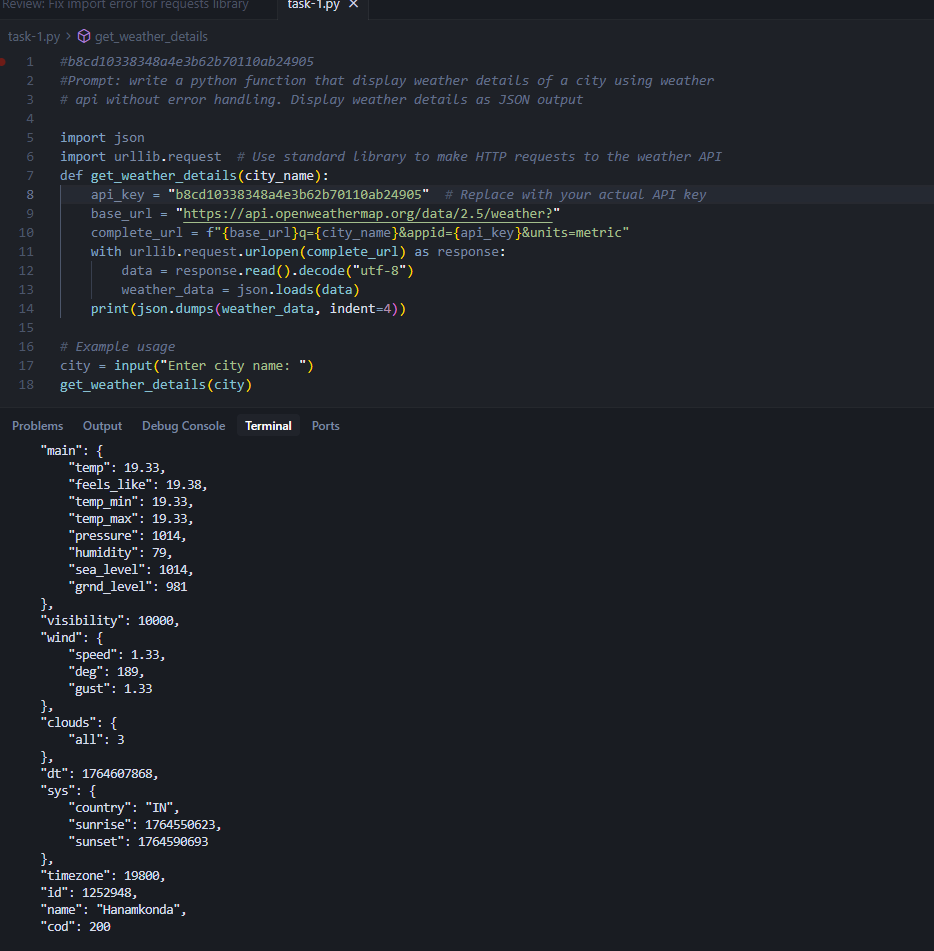 Review: Fix import error for requests library
task-1.py ✕
task-1.py > get_weather_details
1 #b8cd10338348a4e3b62b70110ab24905
2 #Prompt: write a python function that display weather details of a city using weather
3 # api without error handling. Display weather details as JSON output
4
5 import json
6 import urllib.request  # Use standard library to make HTTP requests to the weather API
7 def get_weather_details(city_name):
8     api_key = "b8cd10338348a4e3b62b70110ab24905"  # Replace with your actual API key
9     base_url = "https://api.openweathermap.org/data/2.5/weather?"
10     complete_url = f"{base_url}q={city_name}&appid={api_key}&units=metric"
11     with urllib.request.urlopen(complete_url) as response:
12         data = response.read().decode("utf-8")
13         weather_data = json.loads(data)
14     print(json.dumps(weather_data, indent=4))
15
16 # Example usage
17 city = input("Enter city name: ")
18 get_weather_details(city)
Problems Output Debug Console Terminal Ports
    "main": {
        "temp": 19.33,
        "feels_like": 19.38,
        "temp_min": 19.33,
        "temp_max": 19.33,
        "pressure": 1014,
        "humidity": 79,
        "sea_level": 1014,
        "grnd_level": 981
    },
    "visibility": 10000,
    "wind": {
        "speed": 1.33,
        "deg": 189,
        "gust": 1.33
    },
    "clouds": {
        "all": 3
    },
    "dt": 1764607868,
    "sys": {
        "country": "IN",
        "sunrise": 1764550623,
        "sunset": 1764590693
    },
    "timezone": 19800,
    "id": 1252948,
    "name": "Hanamkonda",
    "cod": 200